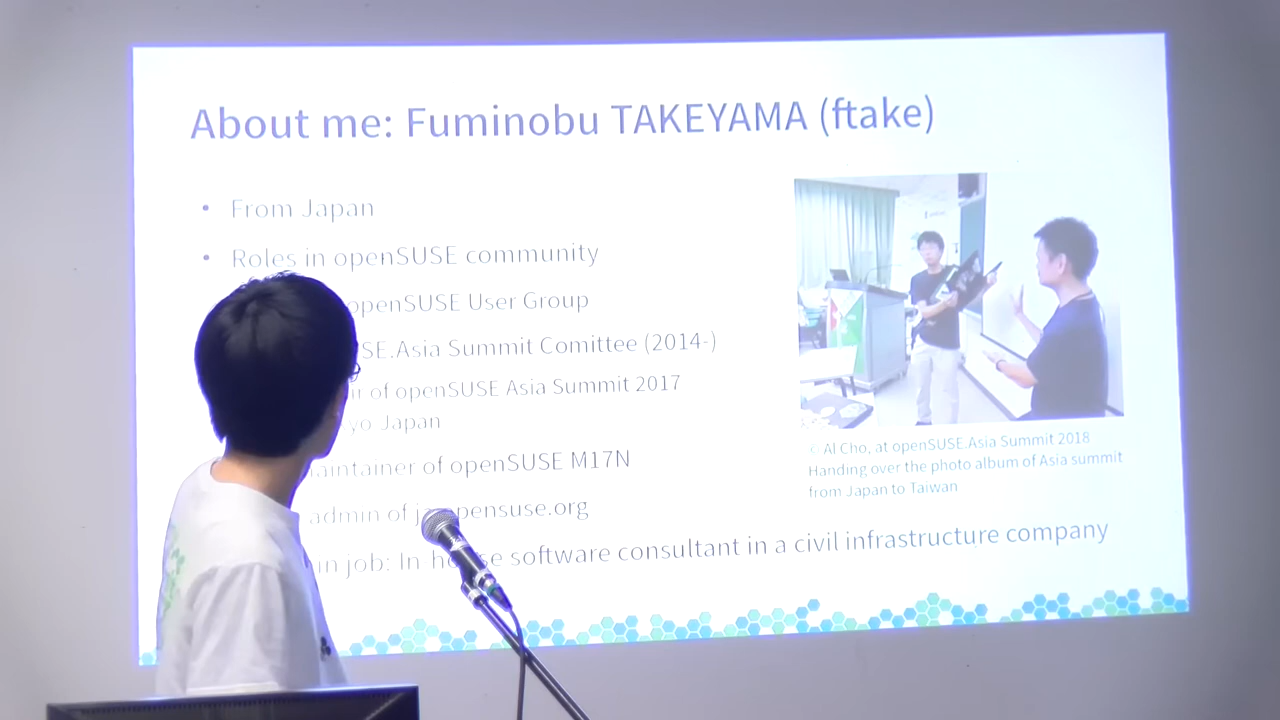 About me: Fuminobu TAKEYAMA (ftake)
• From Japan
• Roles in openSUSE community
openSUSE User Group
SE.Asia Summit Comittee (2014-)
of openSUSE Asia Summit 2017
Japan
of openSUSE M17N
admin of
job: In software consultant in a civil infrastructure company
© Al Cho, at openSUSE.Asia Summit 2018
Handing over the photo album of Asia summit
from Japan to Taiwan